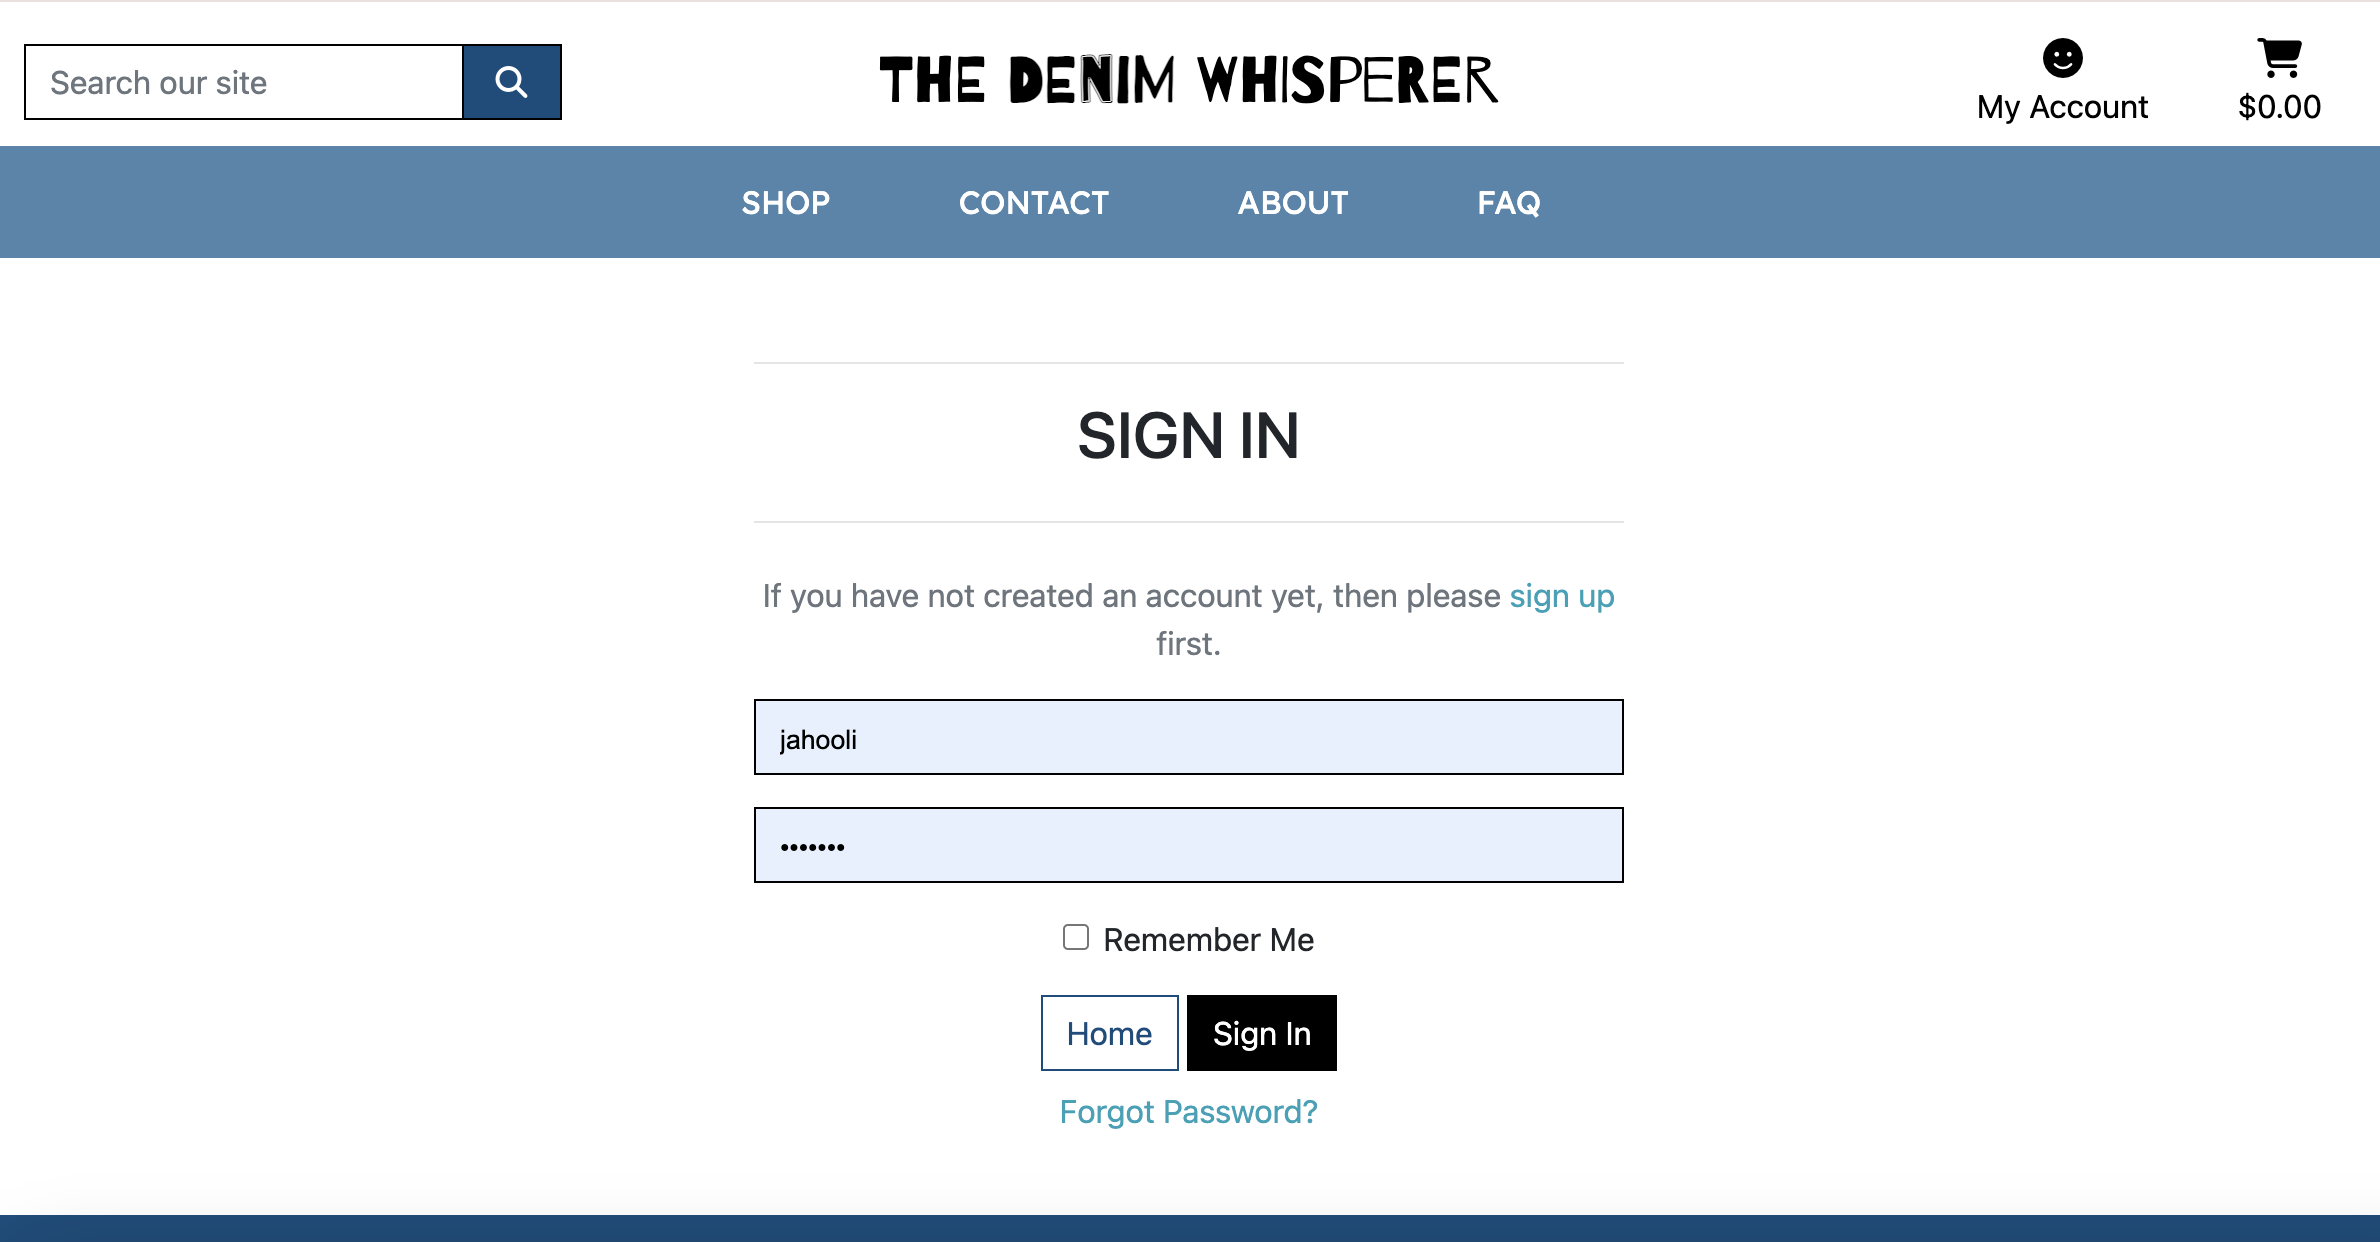 Search our site
THE DENIM WHISPERER
My Account
$0.00
SHOP CONTACT ABOUT FAQ
SIGN IN
If you have not created an account yet, then please sign up
first.
jahooli
•••••••
Remember Me
Home Sign In
Forgot Password?